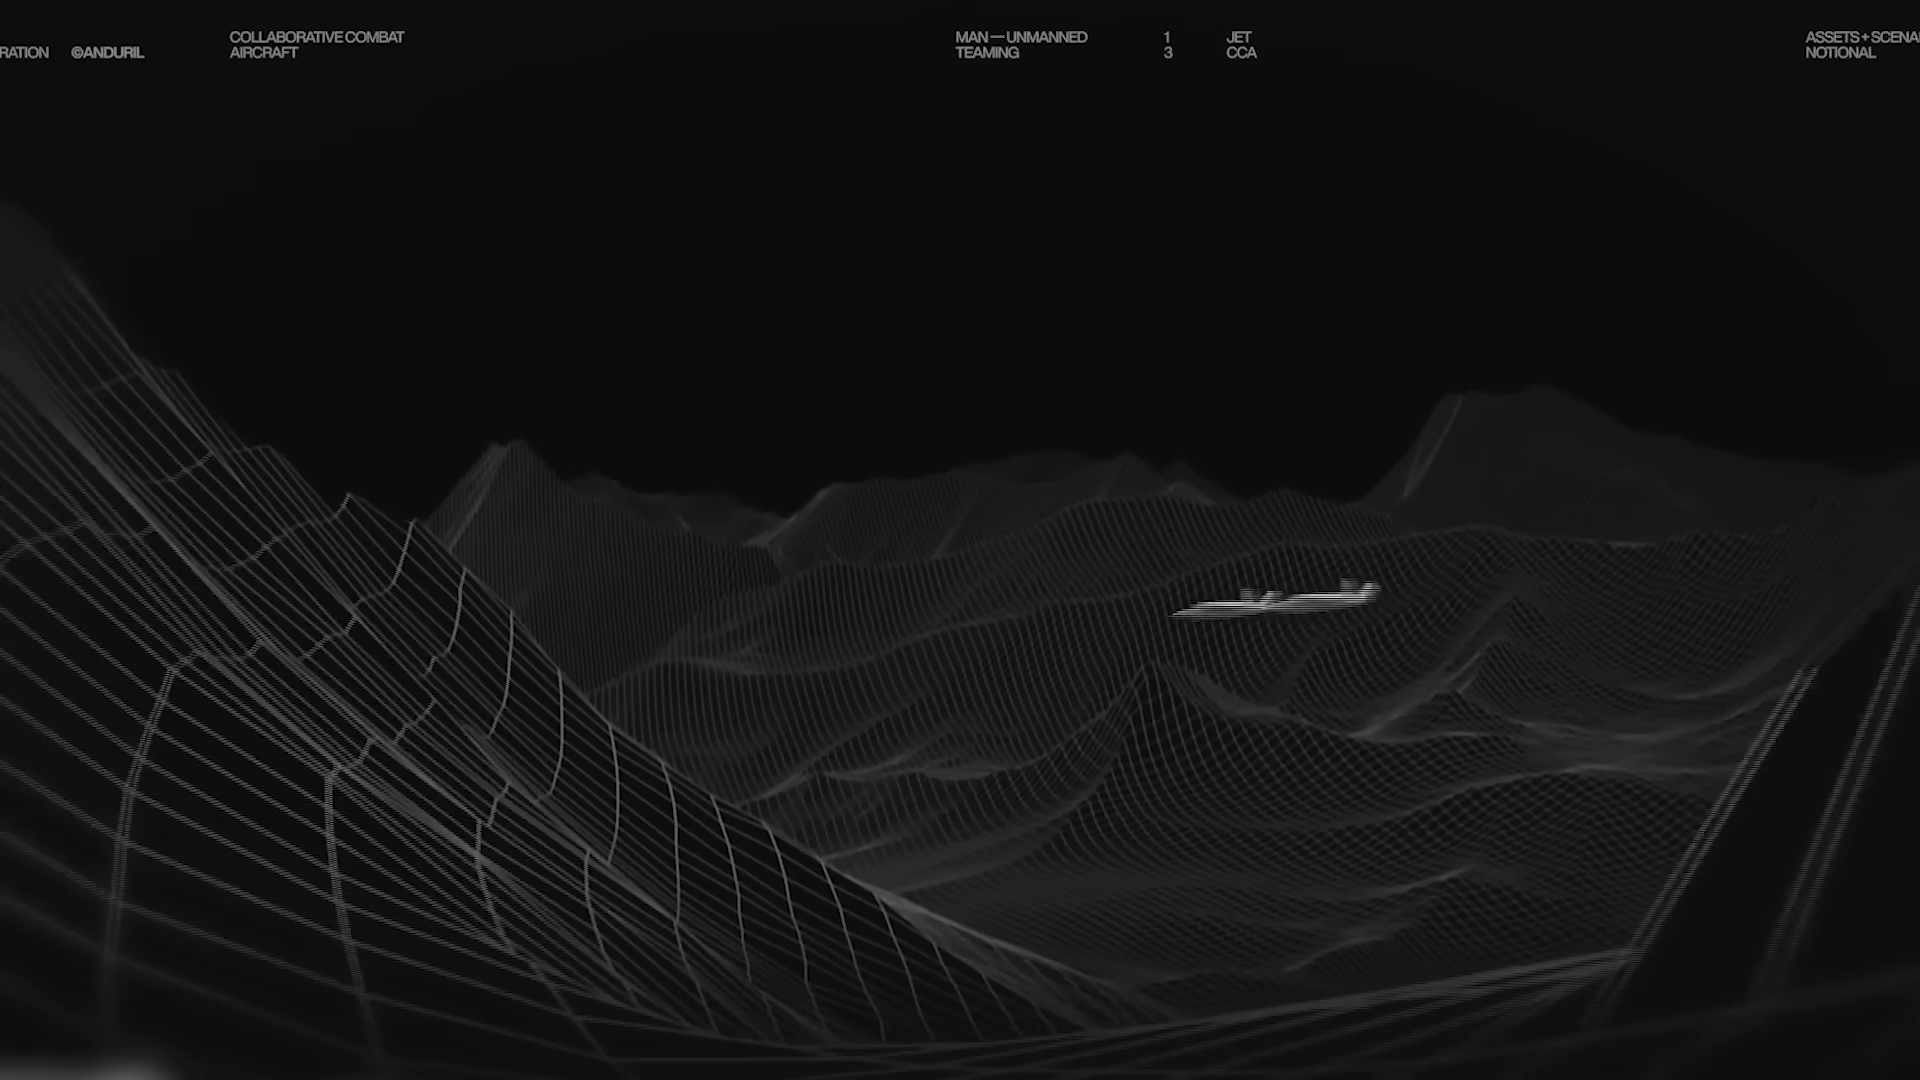 RATION ©ANDURIL
COLLABORATIVE COMBAT
AIRCRAFT
MAN — UNMANNED
TEAMING
1 JET
3 CCA
ASSETS + SCENA
NOTIONAL